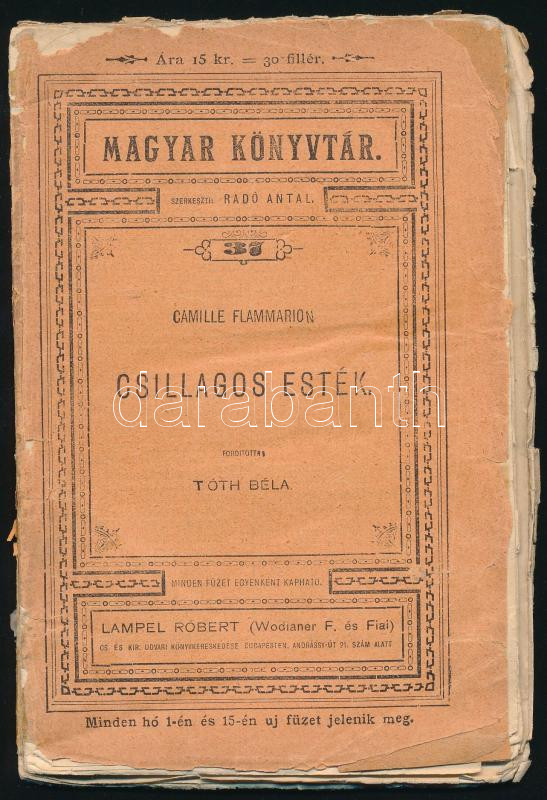 Ára 15 kr. = 30 fillér.
MAGYAR KÖNYVTÁR.
SZERKESZTI: RADÓ ANTAL.
37
CAMILLE FLAMMARION
CSILLAGOS ESTÉK.
darabanth
FORDITOTTA
TÓTH BÉLA.
MINDEN FÜZET EGYENKÉNT KAPHATÓ.
LAMPEL RÓBERT (Wodianer F. és Fiai)
CS. ÉS KIR. UDVARI KÖNYVKERESKEDÉSE BUDAPESTEN, ANDRÁSSY-ÚT 21. SZÁM ALATT
Minden hó 1-én és 15-én uj füzet jelenik meg.